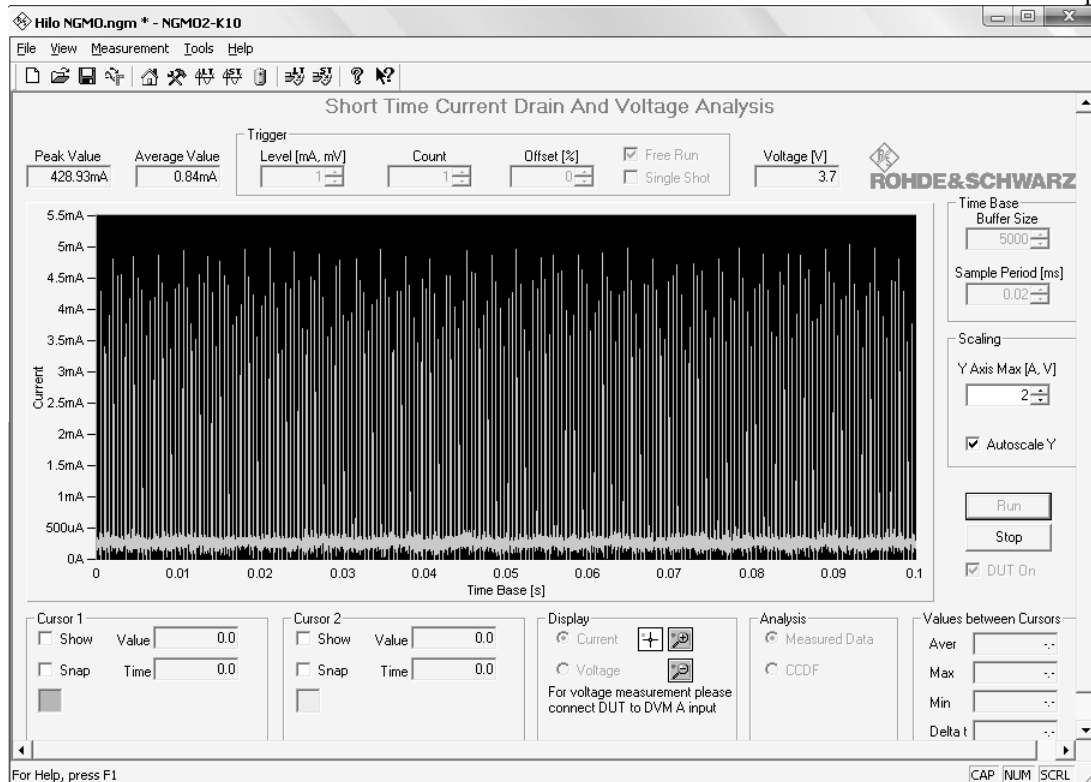 Hilo NGMO.ngm * - NGMO2-K10
File View Measurement Tools Help
Short Time Current Drain And Voltage Analysis
Peak Value
428.93mA
Average Value
0.84mA
Trigger
Level [mA, mV]
1
Count
1
Offset [%]
0
Free Run
Single Shot
Voltage [V]
3.7
ROHDE&SCHWARZ
5.5mA
5mA
4.5mA
4mA
3.5mA
3mA
2.5mA
2mA
1.5mA
1mA
500uA
0A
Current
0 0.01 0.02 0.03 0.04 0.05 0.06 0.07 0.08 0.09 0.1
Time Base [s]
Time Base
Buffer Size
5000
Sample Period [ms]
0.02
Scaling
Y Axis Max [A, V]
2
Autoscale Y
Run
Stop
DUT On
Cursor 1
Show Value 0.0
Snap Time 0.0
Cursor 2
Show Value 0.0
Snap Time 0.0
Display
Current
Voltage
For voltage measurement please
connect DUT to DVM A input
Analysis
Measured Data
CCDF
Values between Cursors
Aver -.-
Max -.-
Min -.-
Delta t -.-
For Help, press F1
CAP NUM SCRL